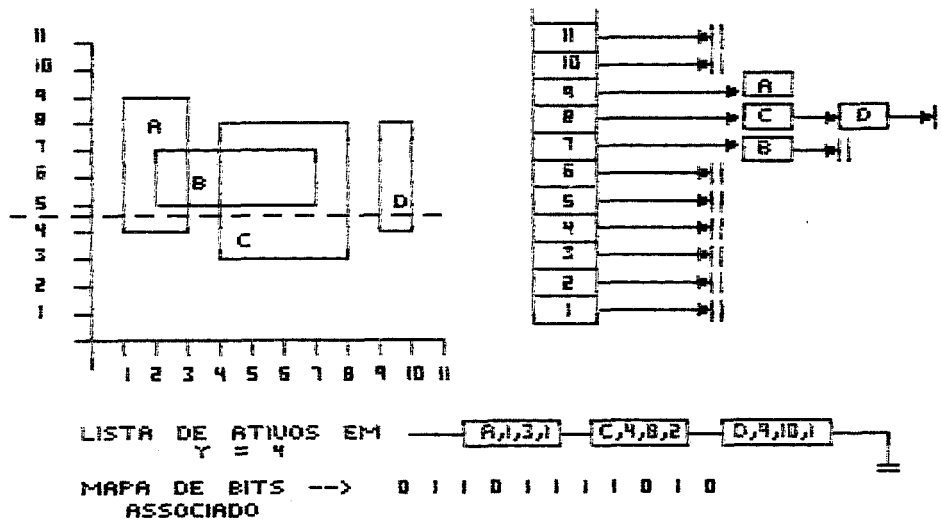 11
10
9
8
7
6
5
4
3
2
1
A
B
C
D
1 2 3 4 5 6 7 8 9 10 11
11
10
9 A
8 C D
7 B
6
5
4
3
2
1
LISTA DE ATIVOS EM
Y = 4
A,1,3,1 C,4,8,2 D,9,10,1
MAPA DE BITS --> 0 1 1 0 1 1 1 1 0 1 0
ASSOCIADO